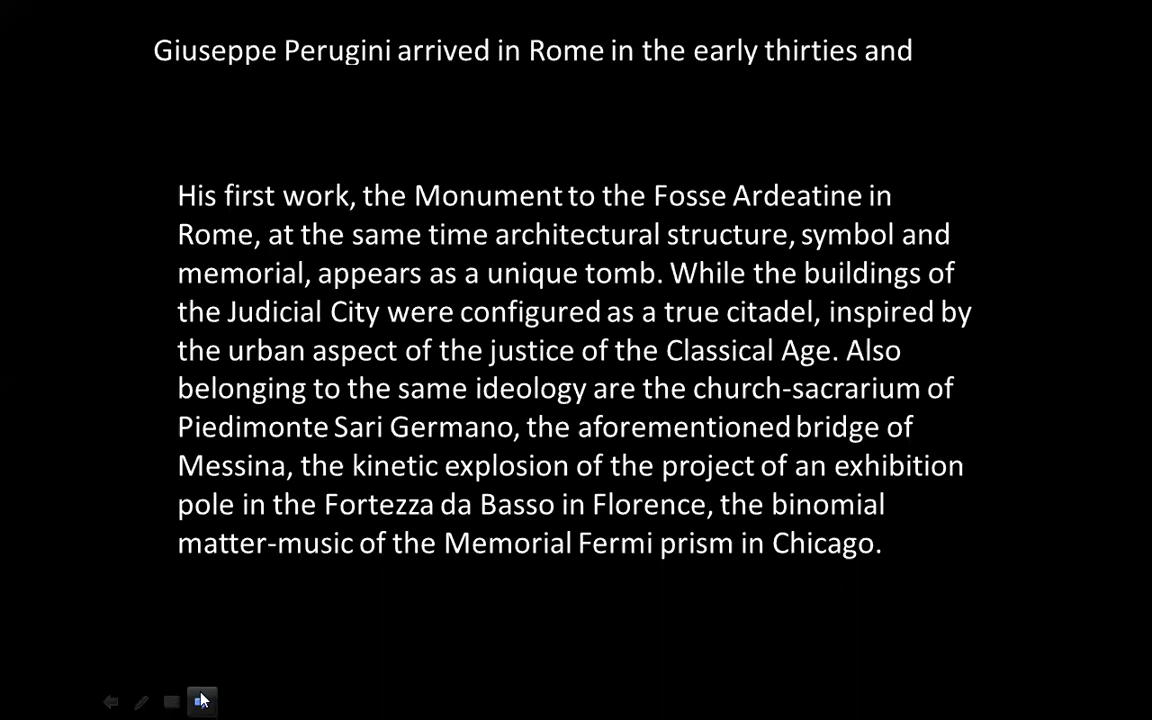 Giuseppe Perugini arrived in Rome in the early thirties and
His first work, the Monument to the Fosse Ardeatine in
Rome, at the same time architectural structure, symbol and
memorial, appears as a unique tomb. While the buildings of
the Judicial City were configured as a true citadel, inspired by
the urban aspect of the justice of the Classical Age. Also
belonging to the same ideology are the church-sacrarium of
Piedimonte Sari Germano, the aforementioned bridge of
Messina, the kinetic explosion of the project of an exhibition
pole in the Fortezza da Basso in Florence, the binomial
matter-music of the Memorial Fermi prism in Chicago.